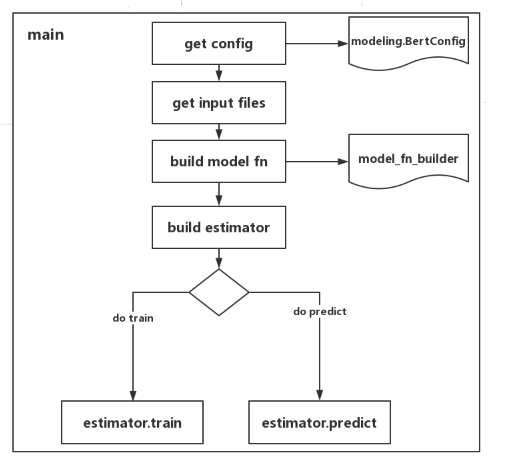 main
get config
modeling.BertConfig
get input files
build model fn
model_fn_builder
build estimator
do train
do predict
estimator.train
estimator.predict